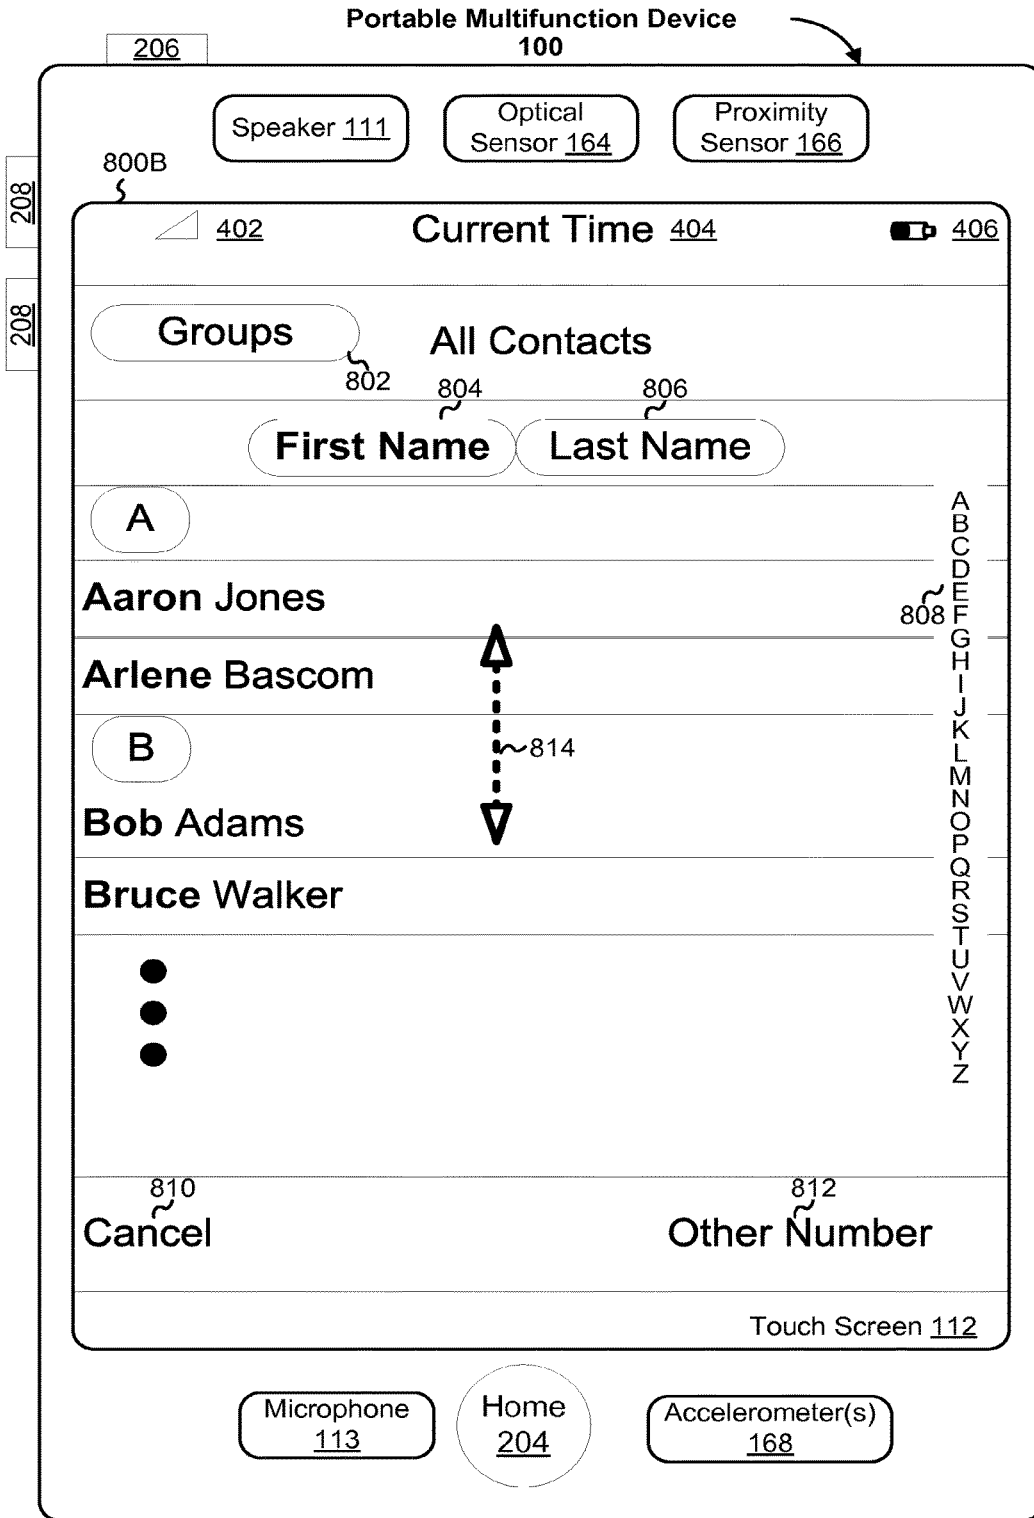 Portable Multifunction Device
100
206
Speaker 111
Optical
Sensor 164
Proximity
Sensor 166
208
208
800B
402
Current Time 404
406
Groups
802
All Contacts
804
806
First Name
Last Name
A
Aaron Jones
Arlene Bascom
B
814
Bob Adams
Bruce Walker
808
A
B
C
D
E
F
G
H
I
J
K
L
M
N
O
P
Q
R
S
T
U
V
W
X
Y
Z
810
Cancel
812
Other Number
Touch Screen 112
Microphone
113
Home
204
Accelerometer(s)
168